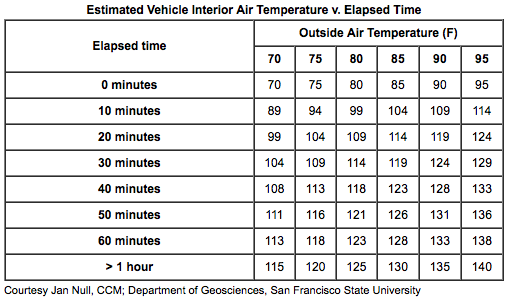 Estimated Vehicle Interior Air Temperature v. Elapsed Time
Elapsed time Outside Air Temperature (F)
70 75 80 85 90 95
0 minutes 70 75 80 85 90 95
10 minutes 89 94 99 104 109 114
20 minutes 99 104 109 114 119 124
30 minutes 104 109 114 119 124 129
40 minutes 108 113 118 123 128 133
50 minutes 111 116 121 126 131 136
60 minutes 113 118 123 128 133 138
> 1 hour 115 120 125 130 135 140
Courtesy Jan Null, CCM; Department of Geosciences, San Francisco State University